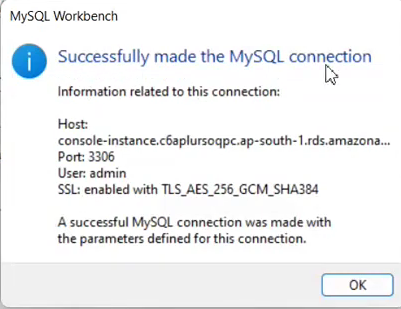 MySQL Workbench
Successfully made the MySQL connection
Information related to this connection:
Host:
console-instance.c6aplursoqpc.ap-south-1.rds.amazona...
Port: 3306
User: admin
SSL: enabled with TLS_AES_256_GCM_SHA384
A successful MySQL connection was made with
the parameters defined for this connection.
OK